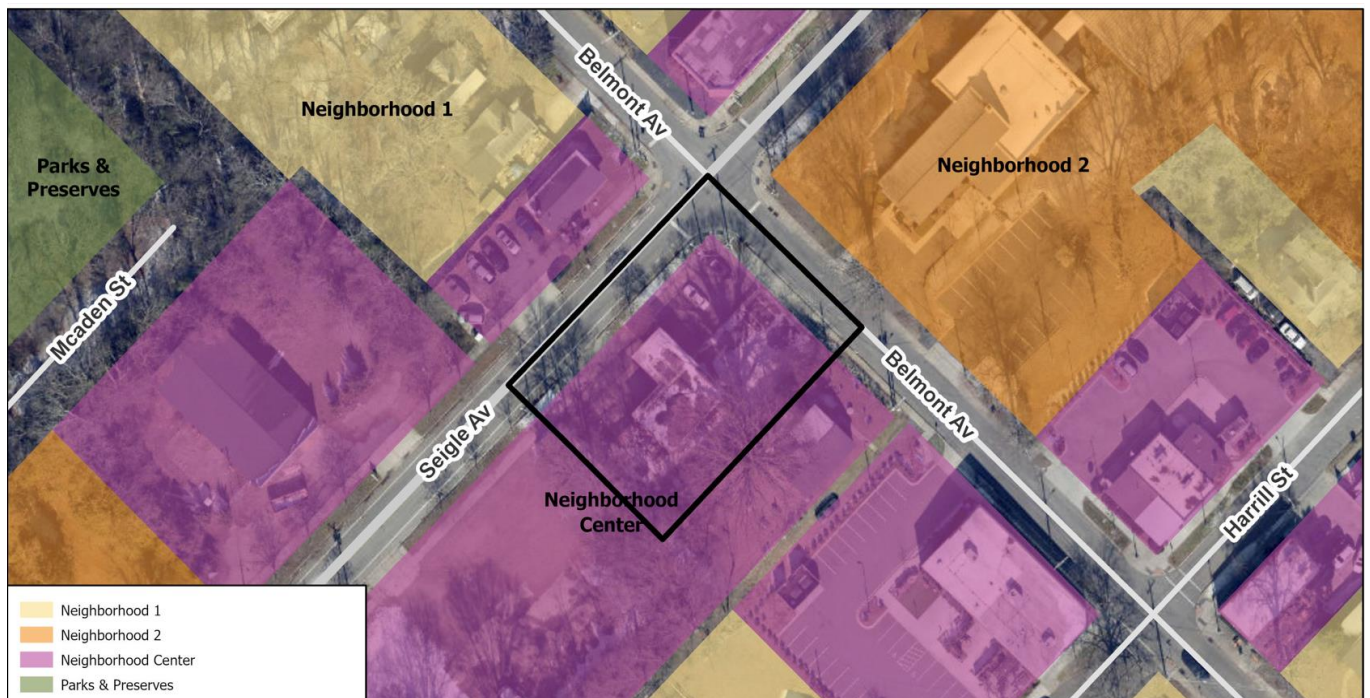 Belmont Av
Neighborhood 1
Parks &
Preserves
Neighborhood 2
Mcaden St
Seigle Av
Belmont Av
Neighborhood
Center
Harrill St
Neighborhood 1
Neighborhood 2
Neighborhood Center
Parks & Preserves